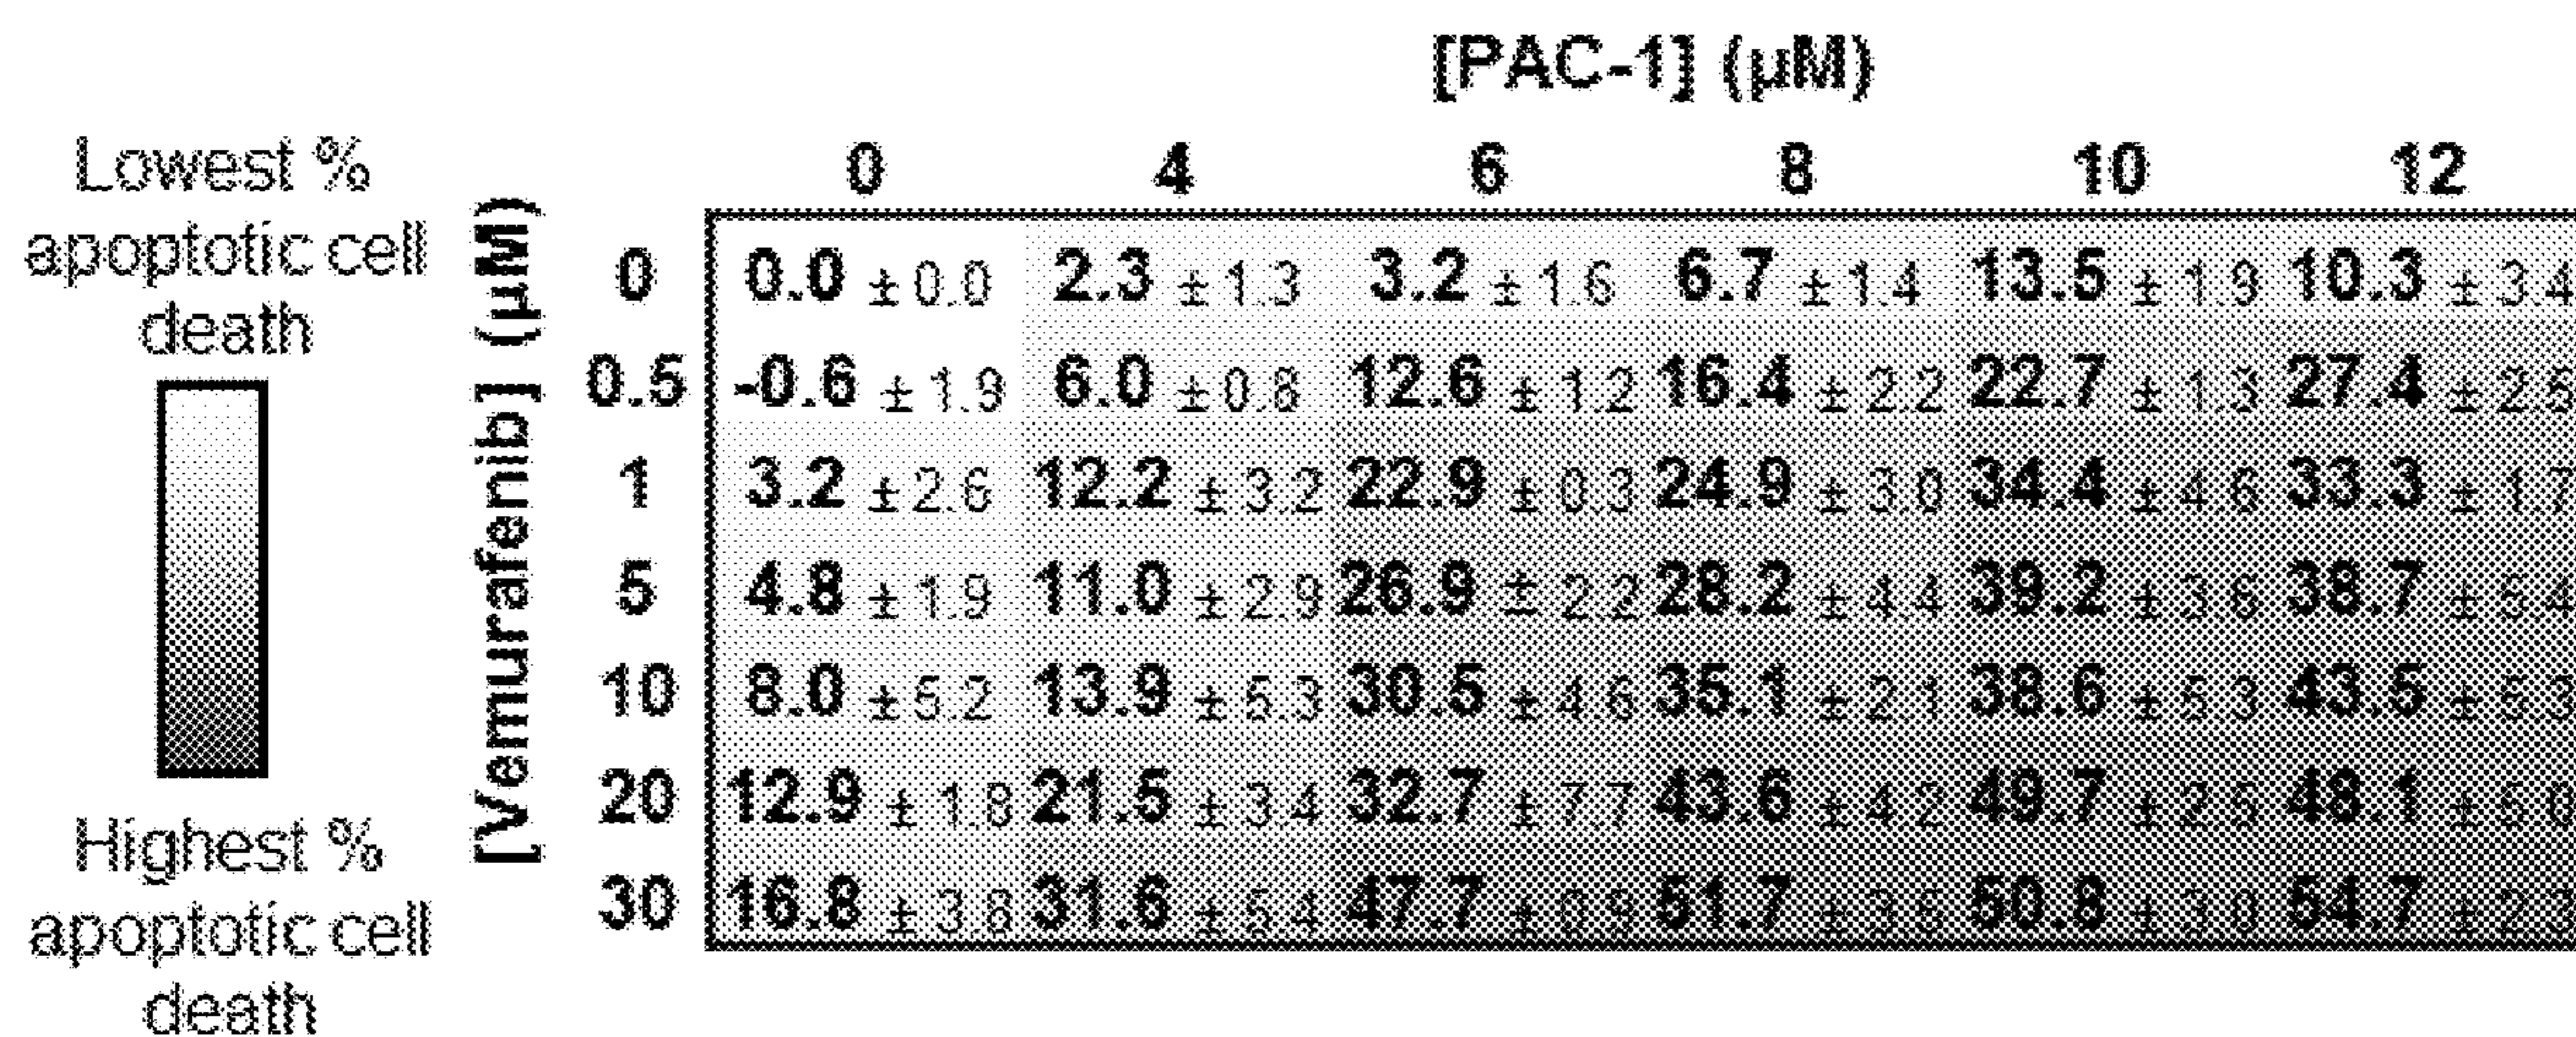 [PAC-1] (µM)
0 4 6 8 10 12
Lowest %
apoptotic cell
death
Highest %
apoptotic cell
death
[Vemurafenib] (µM)
0 0.0 ± 0.0 2.3 ± 1.3 3.2 ± 1.6 6.7 ± 1.4 13.5 ± 1.9 10.3 ± 3.4
0.5 -0.6 ± 1.9 6.0 ± 0.8 12.6 ± 1.2 16.4 ± 2.2 22.7 ± 1.3 27.4 ±
1 3.2 ± 2.6 12.2 ± 3.2 22.9 ± 0.3 24.9 ± 3.0 34.4 ± 4.6 33.3 ± 1.7
5 4.8 ± 1.9 11.0 ± 2.9 26.9 ± 2.2 28.2 ± 4.4 39.2 ± 38.7 ±
10 8.0 ± 5.2 13.9 ± 5.3 30.5 ± 4.6 35.1 ± 2.1 38.6 ± 5.3 43.5 ±
20 12.9 ± 1.8 21.5 ± 3.4 32.7 ± 7.7 43.6 ± 4.2 49.7 ± 48.1 ±
30 16.8 ± 3.8 31.6 ± 5.4 47.7 ± 0.9 51.7 ± 50.8 ± 3.0 54.7 ±